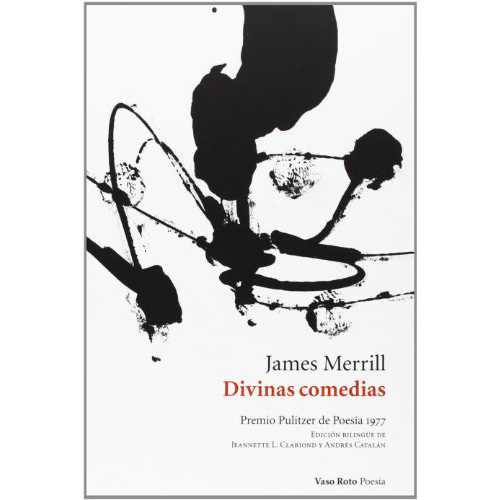 James Merrill
Divinas comedias
Premio Pulitzer de Poesía 1977
Edición bilingüe de
Jeannette L. Clariond y Andrés Catalán
Vaso Roto Poesía